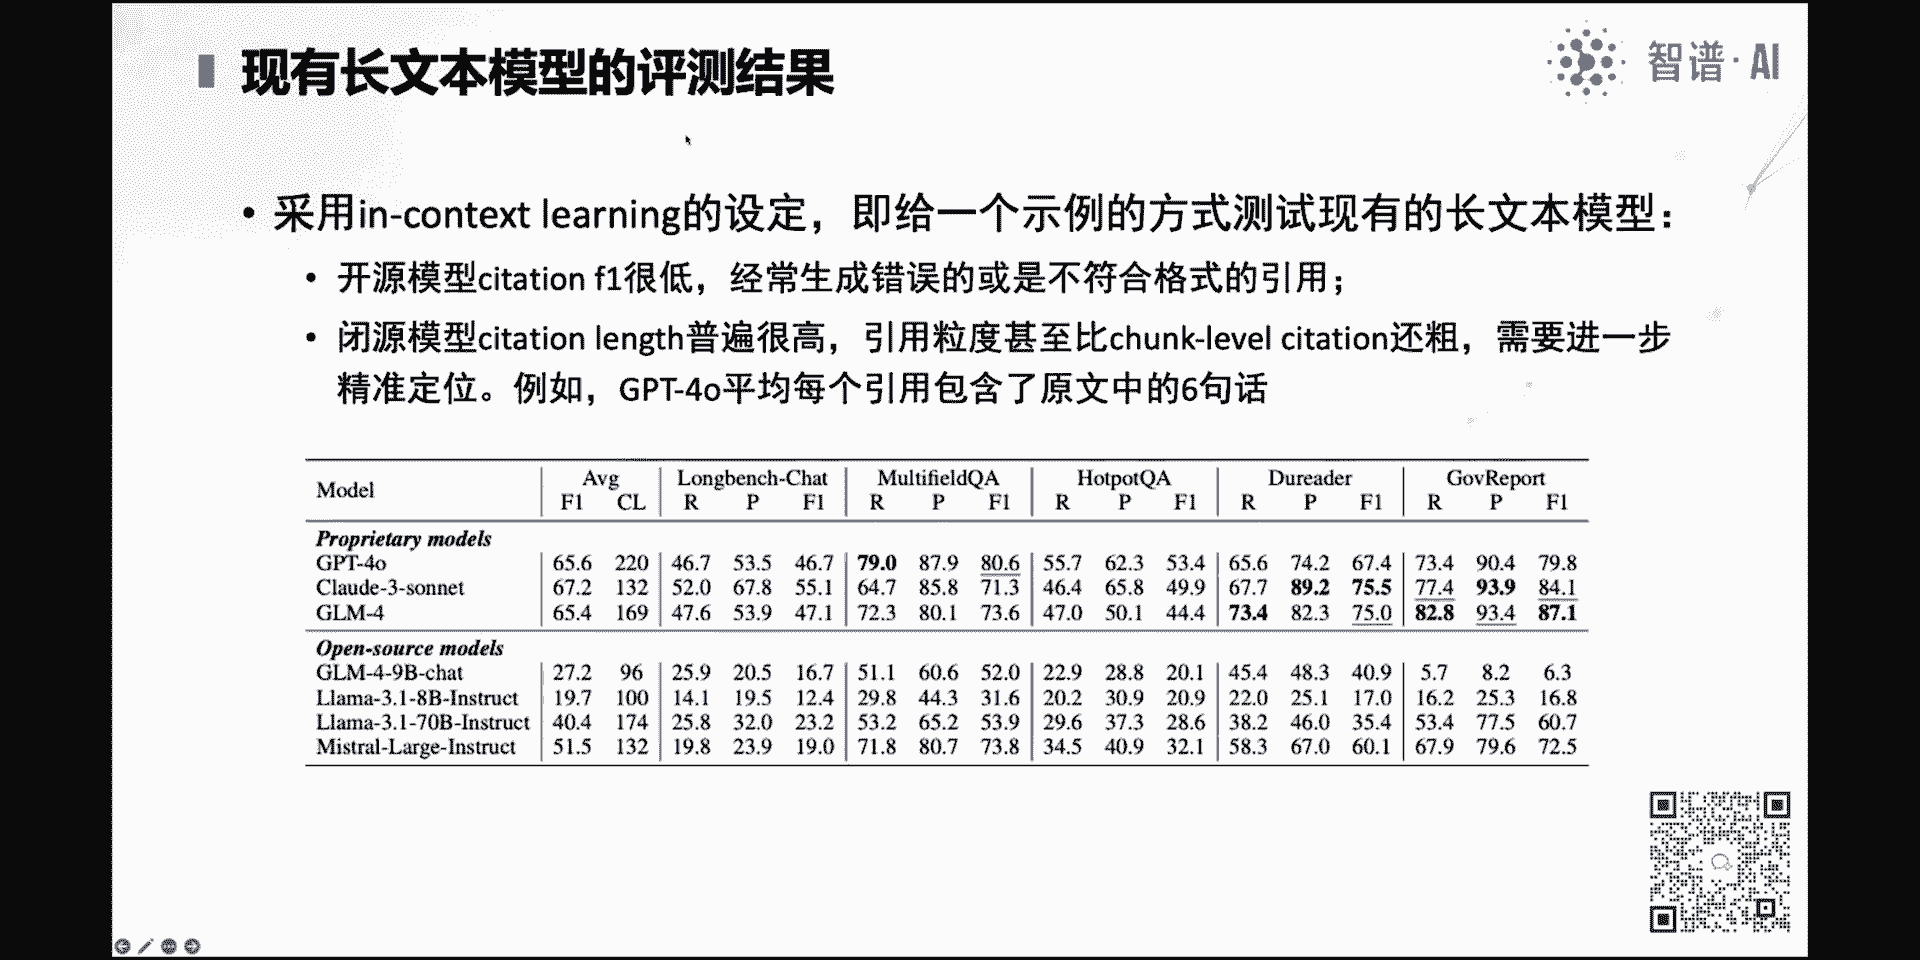 现有长文本模型的评测结果
智谱·AI
• 采用in-context learning的设定，即给一个示例的方式测试现有的长文本模型：
• 开源模型citation f1很低，经常生成错误的或是不符合格式的引用；
• 闭源模型citation length普遍很高，引用粒度甚至比chunk-level citation还粗，需要进一步
精准定位。例如，GPT-4o平均每个引用包含了原文中的6句话
Model Avg Longbench-Chat MultifieldQA HotpotQA Dureader GovReport
F1 CL R P F1 R P F1 R P F1 R P F1 R P F1
Proprietary models
GPT-4o 65.6 220 46.7 53.5 46.7 79.0 87.9 80.6 55.7 62.3 53.4 65.6 74.2 67.4 73.4 90.4 79.8
Claude-3-sonnet 67.2 132 52.0 67.8 55.1 64.7 85.8 71.3 46.4 65.8 49.9 67.7 89.2 75.5 77.4 93.9 84.1
GLM-4 65.4 169 47.6 53.9 47.1 72.3 80.1 73.6 47.0 50.1 44.4 73.4 82.3 75.0 82.8 93.4 87.1
Open-source models
GLM-4-9B-chat 27.2 96 25.9 20.5 16.7 51.1 60.6 52.0 22.9 28.8 20.1 45.4 48.3 40.9 5.7 8.2 6.3
Llama-3.1-8B-Instruct 19.7 100 14.1 19.5 12.4 29.8 44.3 31.6 20.2 30.9 20.9 22.0 25.1 17.0 16.2 25.3 16.8
Llama-3.1-70B-Instruct 40.4 174 25.8 32.0 23.2 53.2 65.2 53.9 29.6 37.3 28.6 38.2 46.0 35.4 53.4 77.5 60.7
Mistral-Large-Instruct 51.5 132 19.8 23.9 19.0 71.8 80.7 73.8 34.5 40.9 32.1 58.3 67.0 60.1 67.9 79.6 72.5